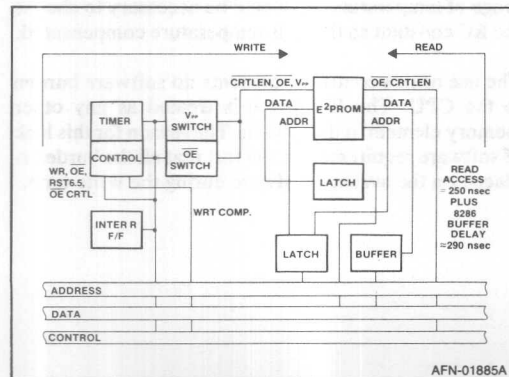 WRITE
READ
CRTLEN, OE, Vpp
OE, CRTLEN
DATA
DATA
ADDR
ADDR
E²PROM
TIMER
CONTROL
Vpp
SWITCH
OE
SWITCH
WR, OE,
RST6.5,
OE CRTL
WRT COMP.
INTER R
F/F
LATCH
LATCH
BUFFER
READ
ACCESS
= 250 nsec
PLUS
8286
BUFFER
DELAY
≈290 nsec
ADDRESS
DATA
CONTROL
AFN-01885A